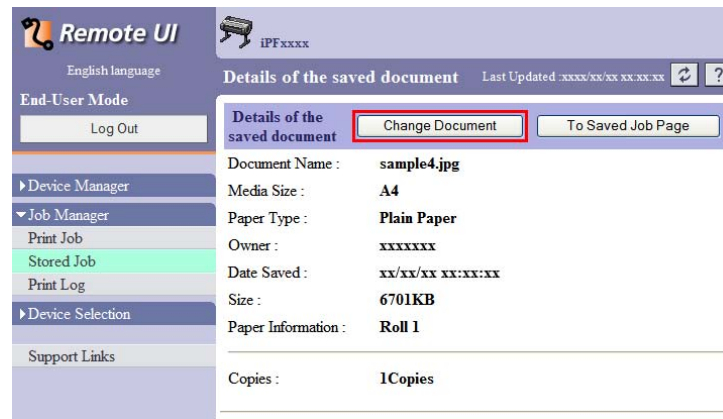 Remote UI
English language
End-User Mode
Log Out
Device Manager
Job Manager
Print Job
Stored Job
Print Log
Device Selection
Support Links
iPFxxxx
Details of the saved document Last Updated :xxxx/xx/xx xx:xx:xx ?
Details of the
saved document Change Document To Saved Job Page
Document Name : sample4.jpg
Media Size : A4
Paper Type : Plain Paper
Owner : xxxxxxx
Date Saved : xx/xx/xx xx:xx:xx
Size : 6701KB
Paper Information : Roll 1
Copies : 1Copies